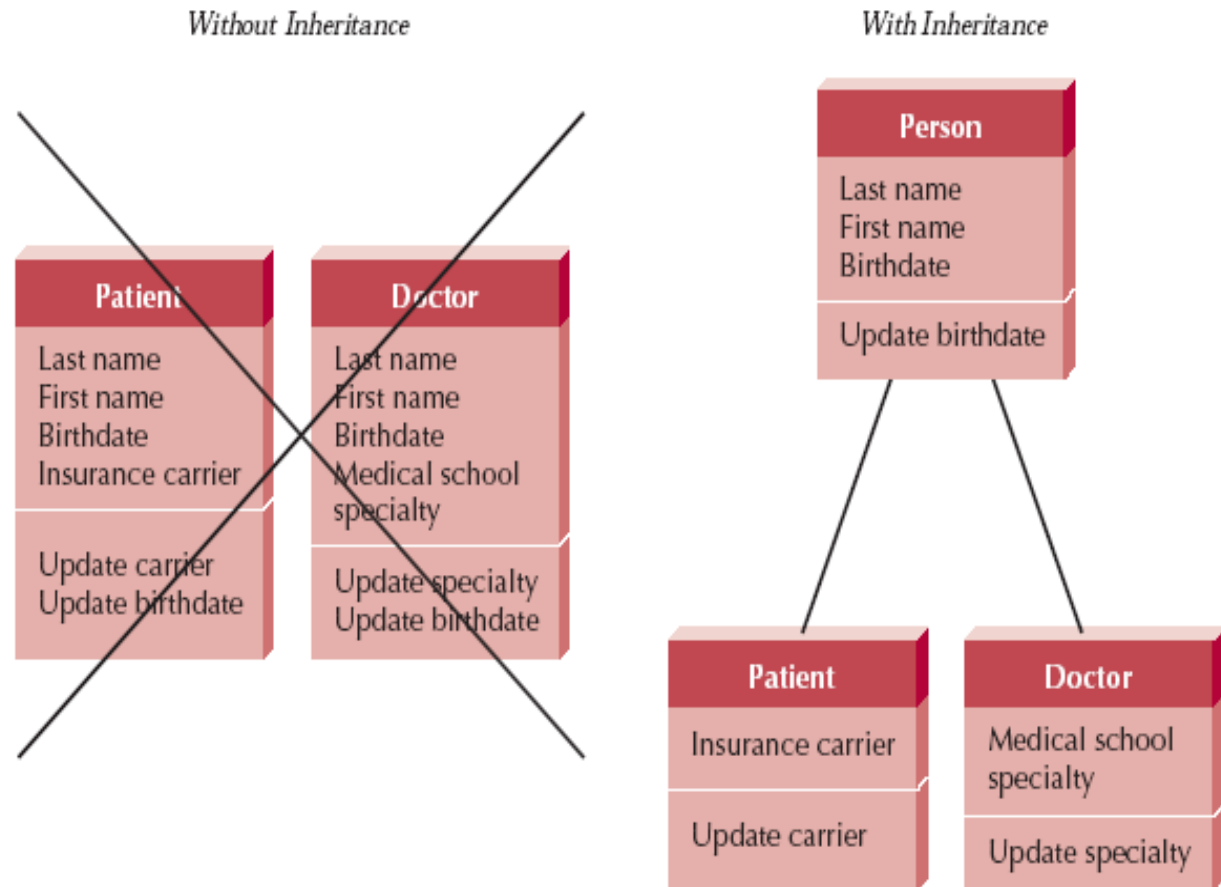 Without Inheritance
Patient
Last name
First name
Birthdate
Insurance carrier
Update carrier
Update birthdate
Doctor
Last name
First name
Birthdate
Medical school
specialty
Update specialty
Update birthdate
With Inheritance
Person
Last name
First name
Birthdate
Update birthdate
Patient
Insurance carrier
Update carrier
Doctor
Medical school
specialty
Update specialty